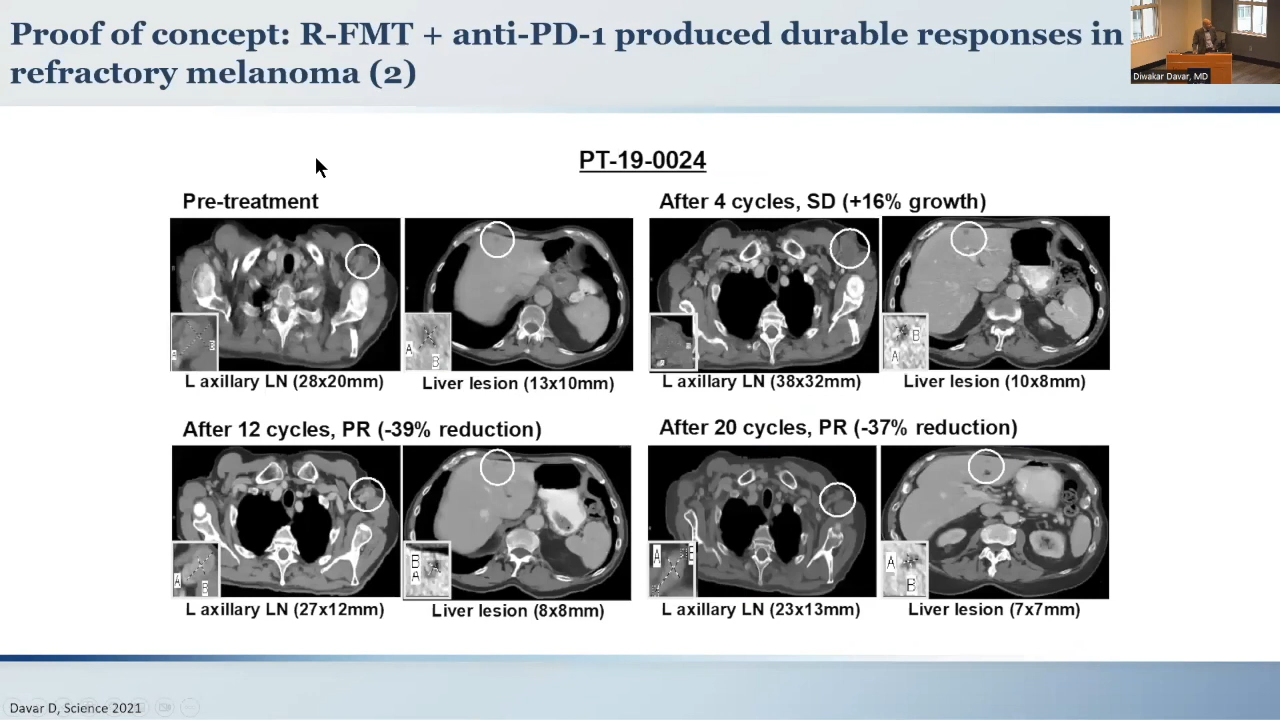 Proof of concept: R-FMT + anti-PD-1 produced durable responses in
refractory melanoma (2)
Diwakar Davar, MD
PT-19-0024
Pre-treatment
After 4 cycles, SD (+16% growth)
A
B
A
B
A
B
L axillary LN (28x20mm)
Liver lesion (13x10mm)
L axillary LN (38x32mm)
Liver lesion (10x8mm)
After 12 cycles, PR (-39% reduction)
After 20 cycles, PR (-37% reduction)
A
B
B
A
A
A
B
L axillary LN (27x12mm)
Liver lesion (8x8mm)
L axillary LN (23x13mm)
Liver lesion (7x7mm)
Davar D, Science 2021